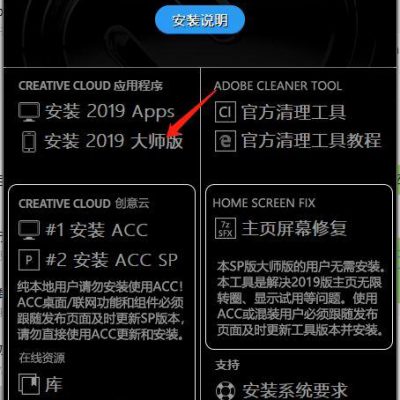 安装说明
CREATIVE CLOUD 应用程序
安装 2019 Apps
安装 2019 大师版
ADOBE CLEANER TOOL
CI 官方清理工具
官方清理工具教程
CREATIVE CLOUD 创意云
#1 安装 ACC
P #2 安装 ACC SP
纯本地用户请勿安装使用ACC!
ACC桌面/联网功能和组件必须
跟随发布页面及时更新SP版本,
请勿直接使用ACC更新和安装。
在线资源
库
HOME SCREEN FIX
7z SFX 主页屏幕修复
本SP版大师版的用户无需安装。
本工具是解决2019版主页无限
转圈、显示试用等问题。使用
ACC或混装用户必须跟随发布
页面及时更新工具版本并安装。
支持
安装系统要求